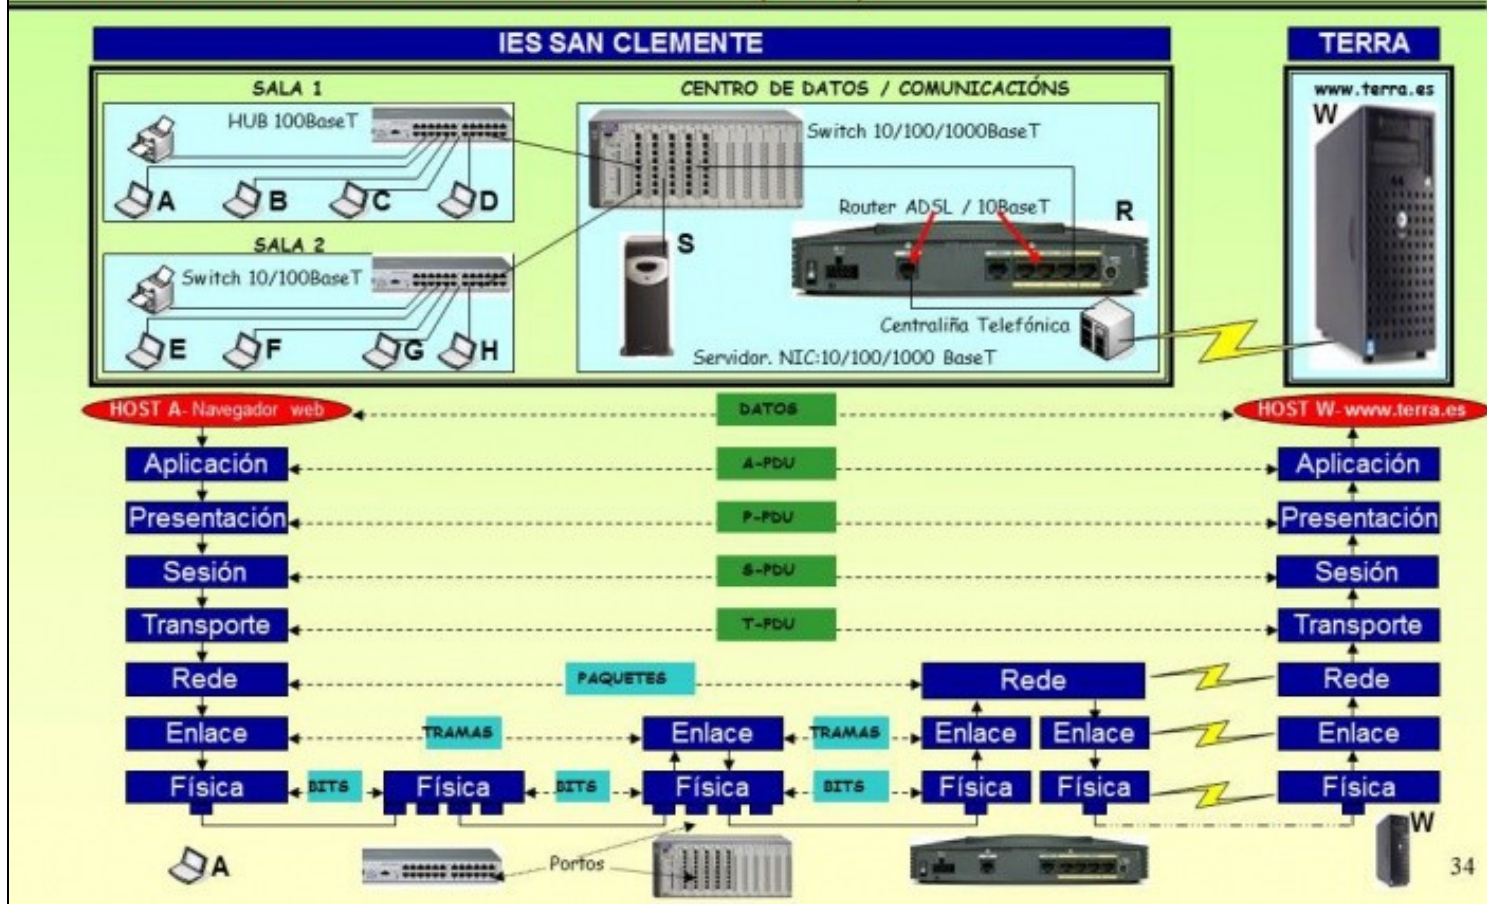 IES SAN CLEMENTE
TERRA
SALA 1
HUB 100BaseT
A
B
C
D
SALA 2
Switch 10/100BaseT
E
F
G
H
CENTRO DE DATOS / COMUNICACIÓNS
Switch 10/100/1000BaseT
Router ADSL / 10BaseT
R
S
Centraliña Telefónica
Servidor. NIC:10/100/1000 BaseT
www.terra.es
W
HOST A- Navegador web
DATOS
HOST W- www.terra.es
Aplicación
A-PDU
Aplicación
Presentación
P-PDU
Presentación
Sesión
S-PDU
Sesión
Transporte
T-PDU
Transporte
Rede
PAQUETES
Rede
Rede
Enlace
TRAMAS
Enlace
TRAMAS
Enlace
Enlace
Enlace
Física
BITS
Física
BITS
Física
BITS
Física
Física
Física
A
Portos
W
34